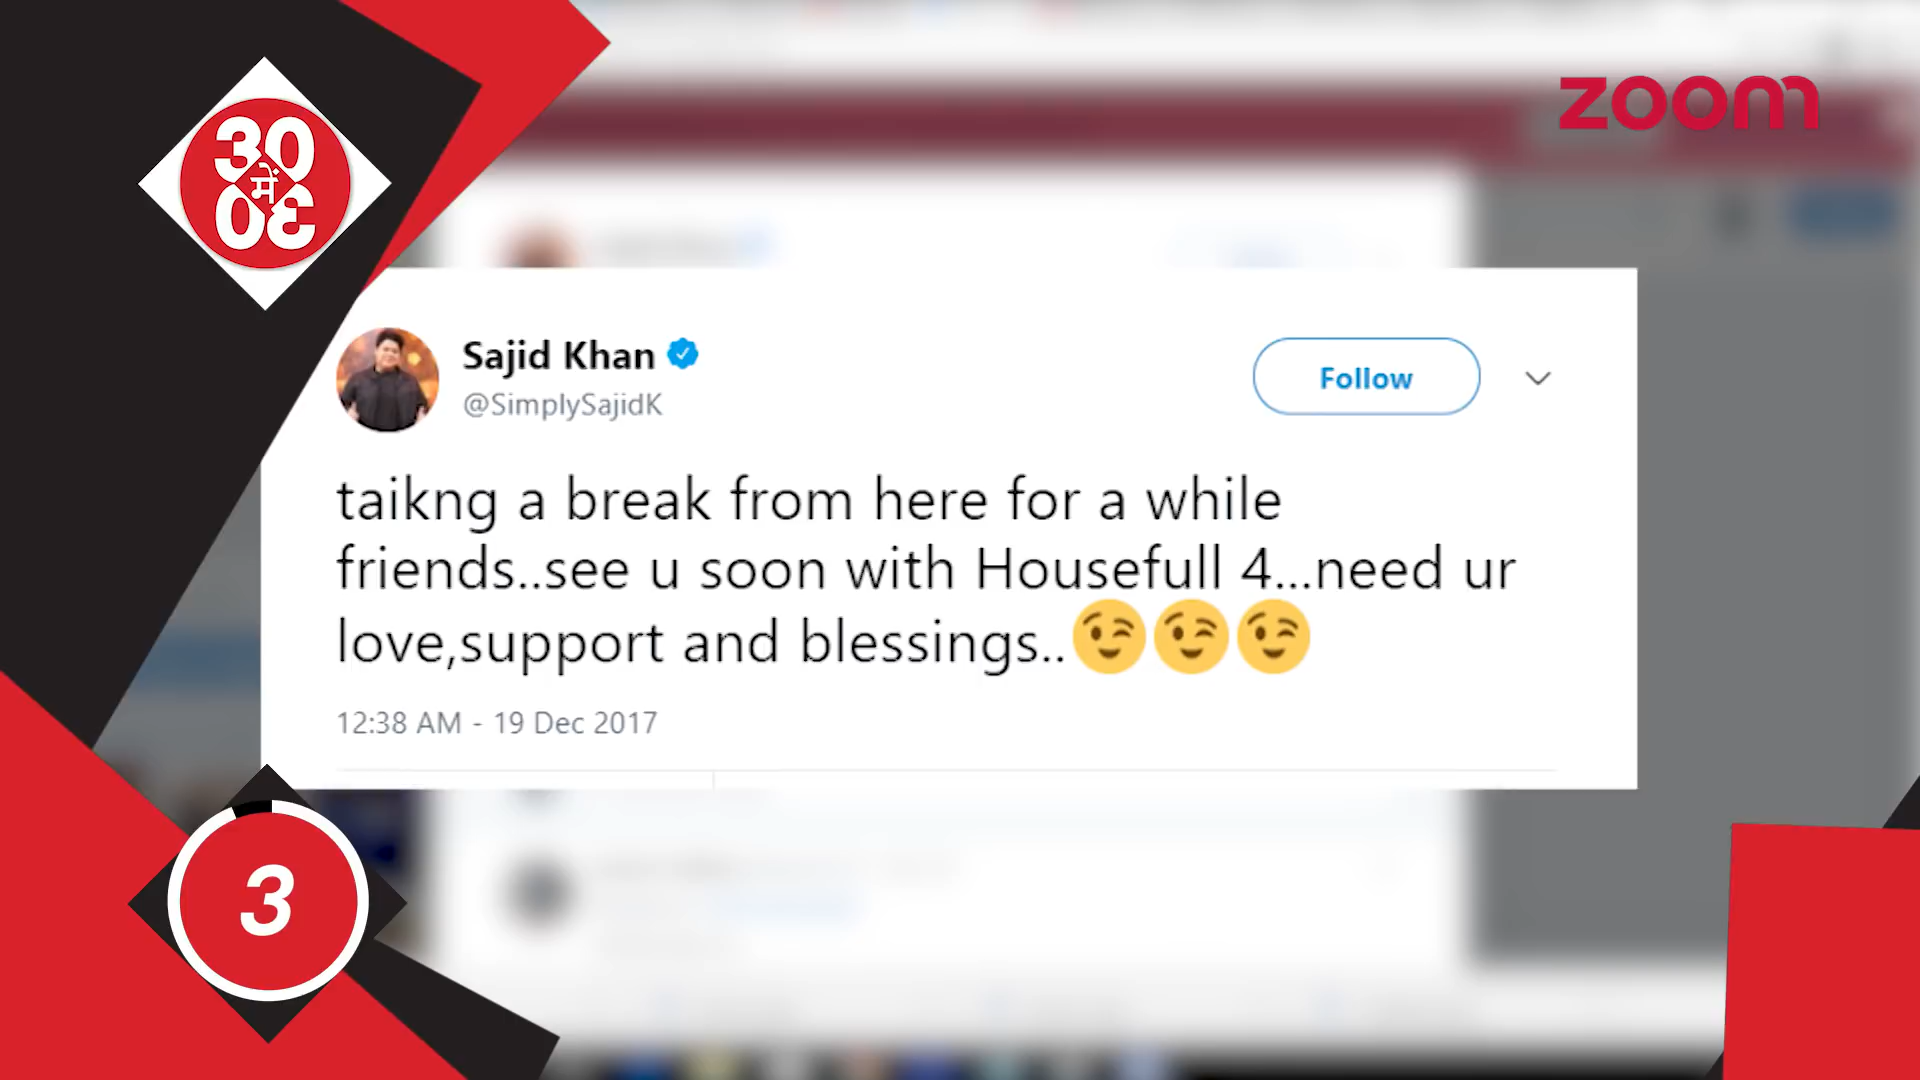 30
में
03
zoom
Sajid Khan
@SimplySajidK
Follow
taikng a break from here for a while
friends..see u soon with Housefull 4...need ur
love,support and blessings..😉😉😉
12:38 AM - 19 Dec 2017
3